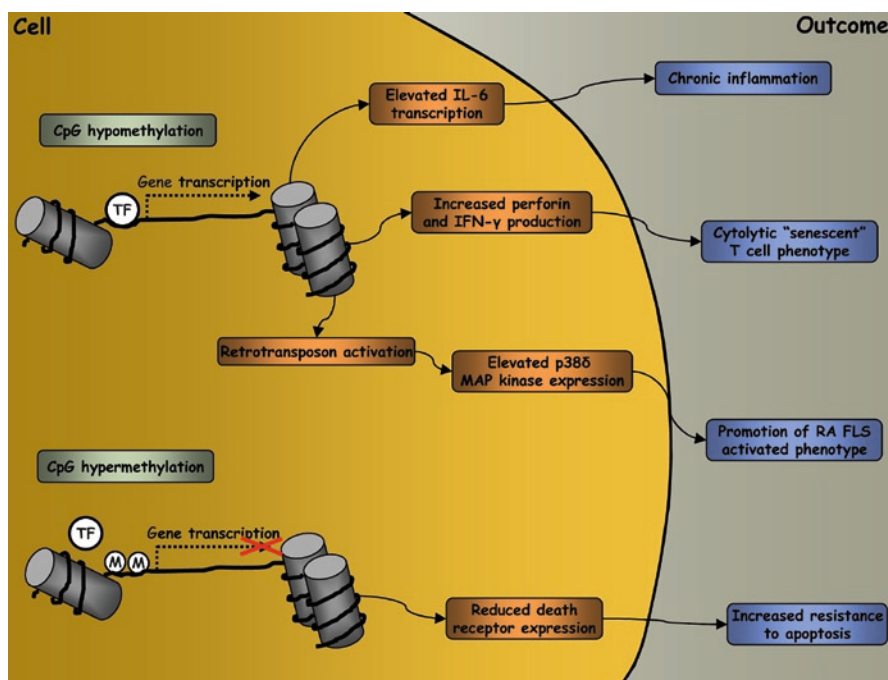 Cell
Outcome
Elevated IL-6
transcription
Chronic inflammation
CpG hypomethylation
Gene transcription
TF
Increased perforin
and IFN-γ production
Cytolytic “senescent”
T cell phenotype
Retrotransposon activation
Elevated p38δ
MAP kinase expression
Promotion of RA FLS
activated phenotype
CpG hypermethylation
TF
Gene transcription
M M
Reduced death
receptor expression
Increased resistance
to apoptosis